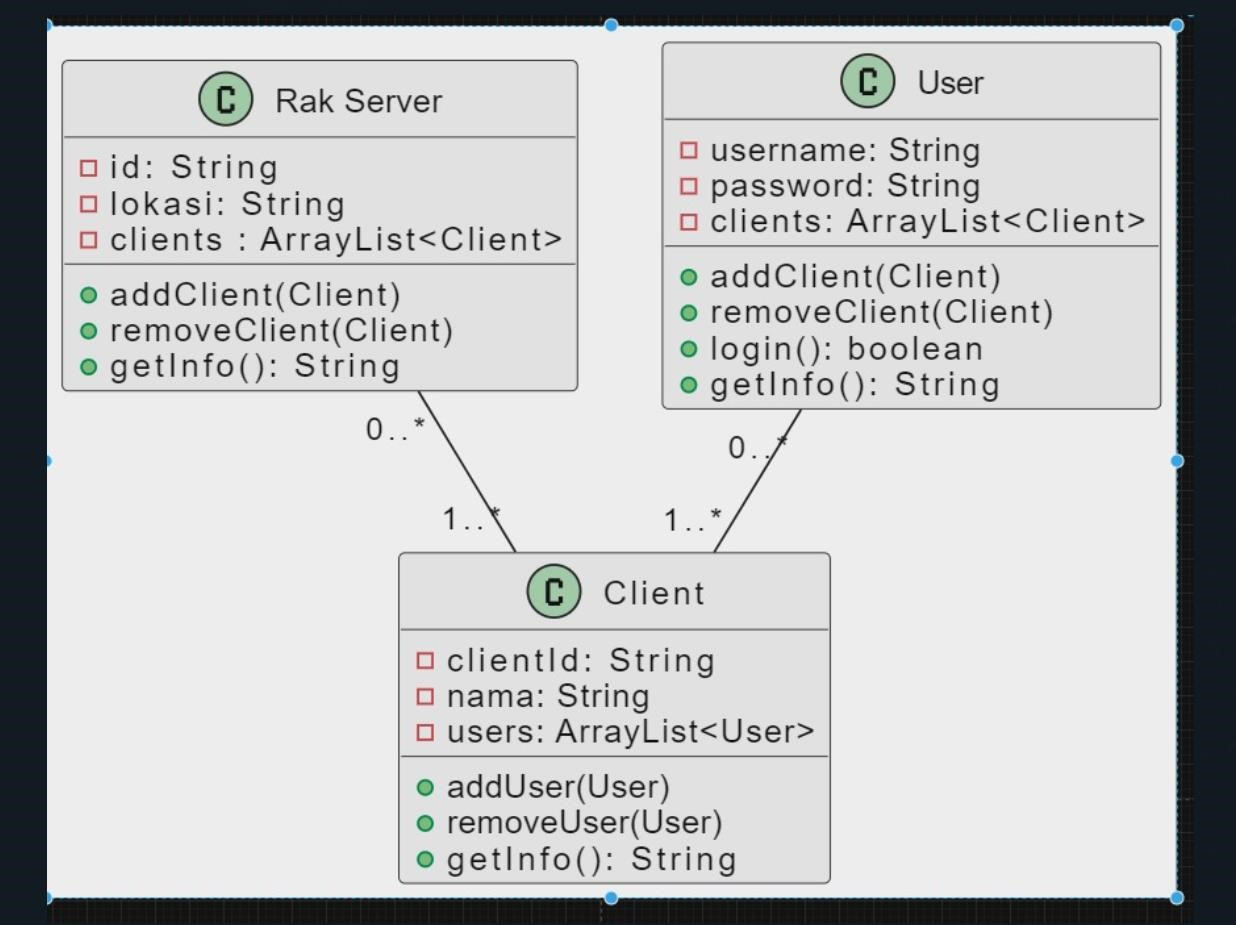 C Rak Server
id: String
lokasi: String
clients : ArrayList<Client>
addClient(Client)
removeClient(Client)
getInfo(): String
C User
username: String
password: String
clients: ArrayList<Client>
addClient(Client)
removeClient(Client)
login(): boolean
getInfo(): String
0..*
1..*
0..*
1..*
C Client
clientId: String
nama: String
users: ArrayList<User>
addUser(User)
removeUser(User)
getInfo(): String